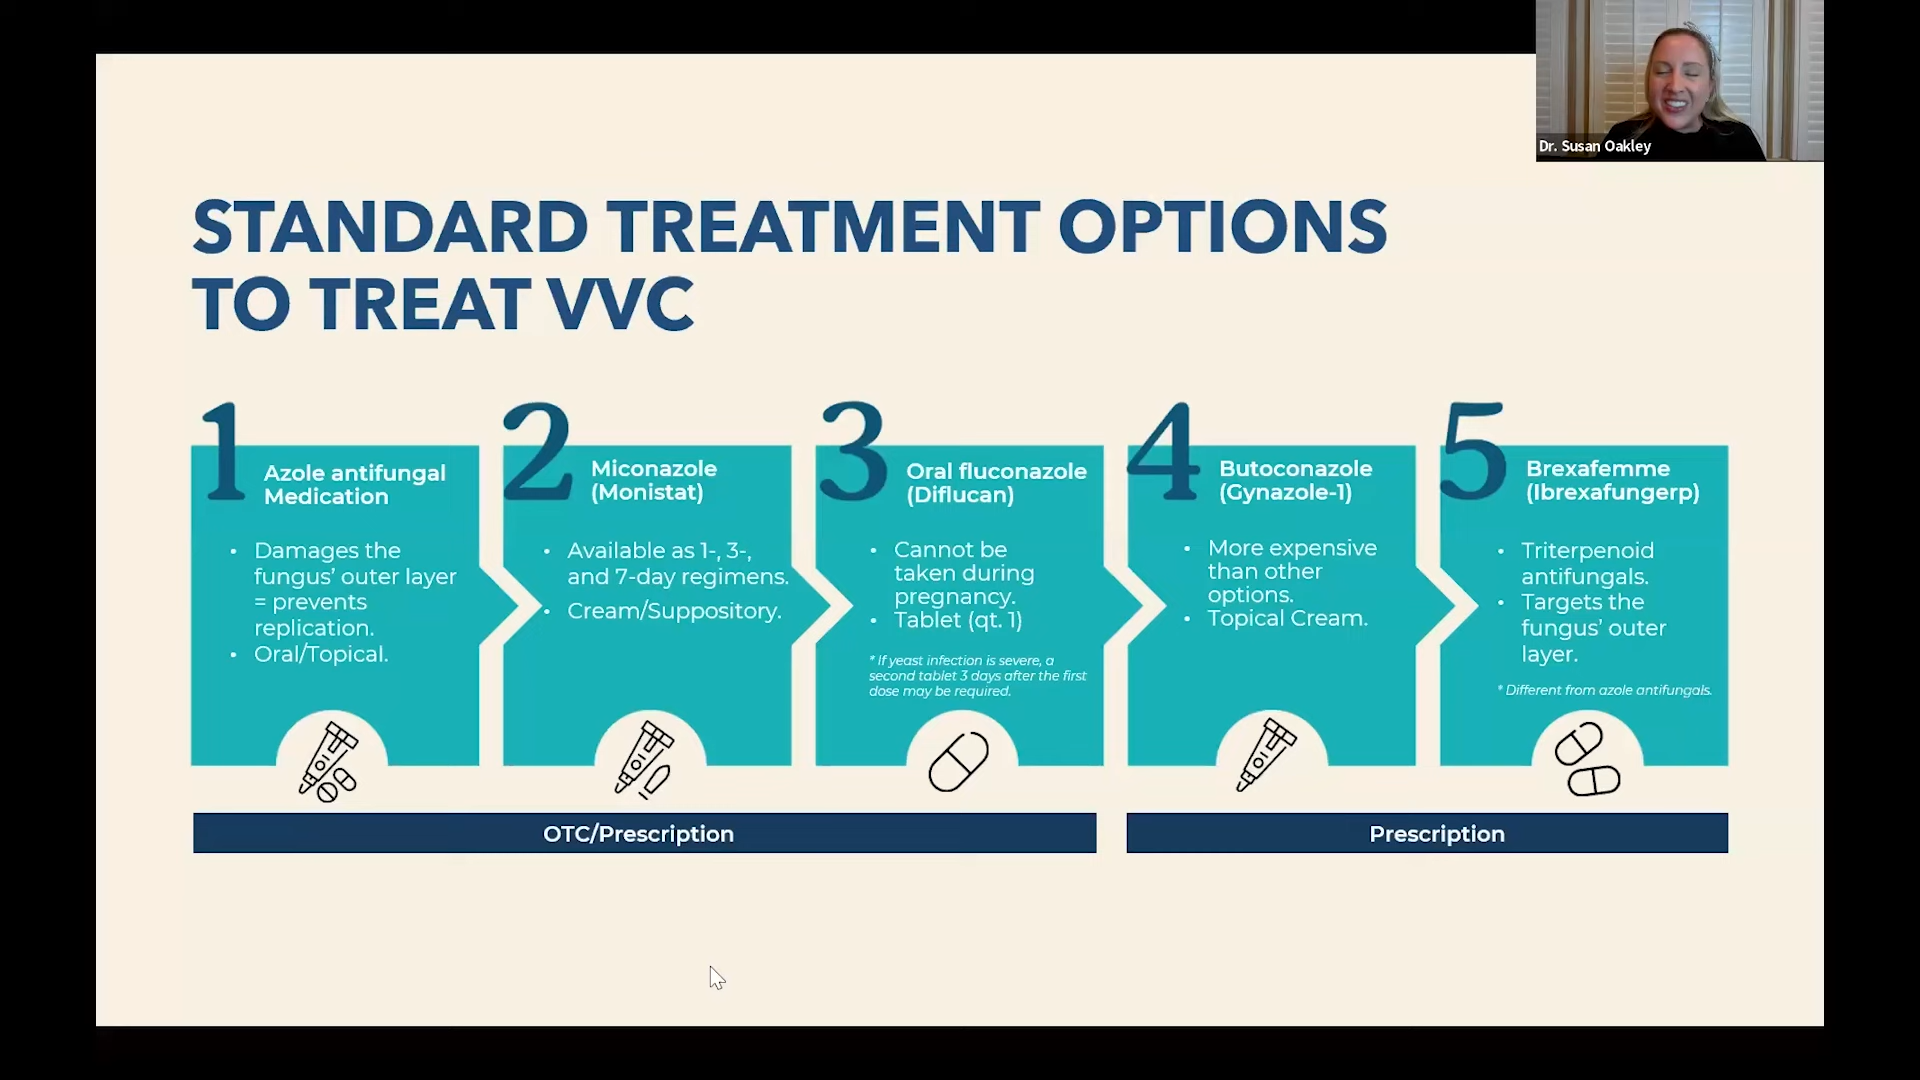 Dr. Susan Oakley
STANDARD TREATMENT OPTIONS
TO TREAT VVC
1
Azole antifungal
Medication
• Damages the
fungus’ outer layer
= prevents
replication.
• Oral/Topical.
2
Miconazole
(Monistat)
• Available as 1-, 3-,
and 7-day regimens.
• Cream/Suppository.
3
Oral fluconazole
(Diflucan)
• Cannot be
taken during
pregnancy.
• Tablet (qt. 1)
* If yeast infection is severe, a
second tablet 3 days after the first
dose may be required.
4
Butoconazole
(Gynazole-1)
• More expensive
than other
options.
• Topical Cream.
5
Brexafemme
(Ibrexafungerp)
• Triterpenoid
antifungals.
• Targets the
fungus’ outer
layer.
* Different from azole antifungals.
OTC/Prescription
Prescription